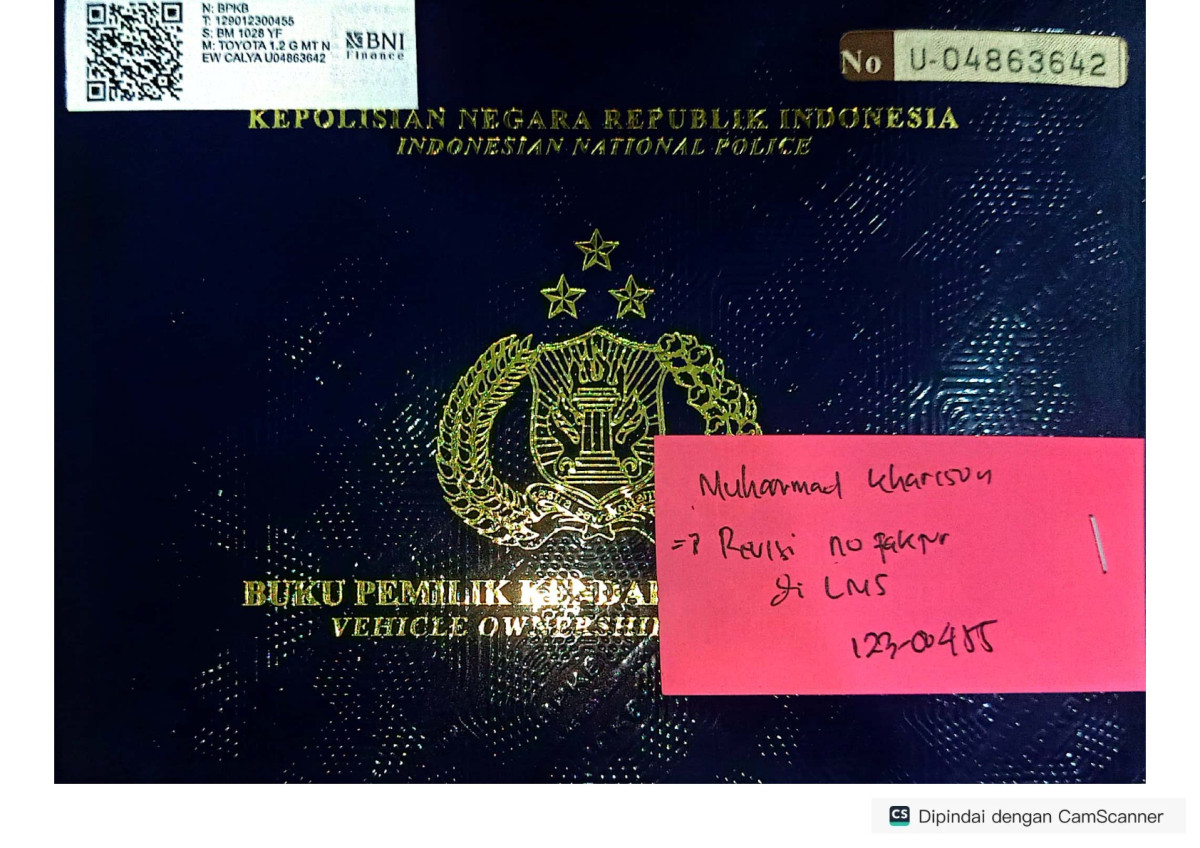 N: BPKB
T: 129012300455
S: BM 1028 YF
M: TOYOTA 1.2 G MT N
EW CALYA U04863642
BNI
Finance
No U-04863642
KEPOLISIAN NEGARA REPUBLIK INDONESIA
INDONESIAN NATIONAL POLICE
BUKU PEMILIK
VEHICLE OWNERSHI
Muhammad
=> Revisi no faktur
di LMS
123-00455
CS Dipindai dengan CamScanner